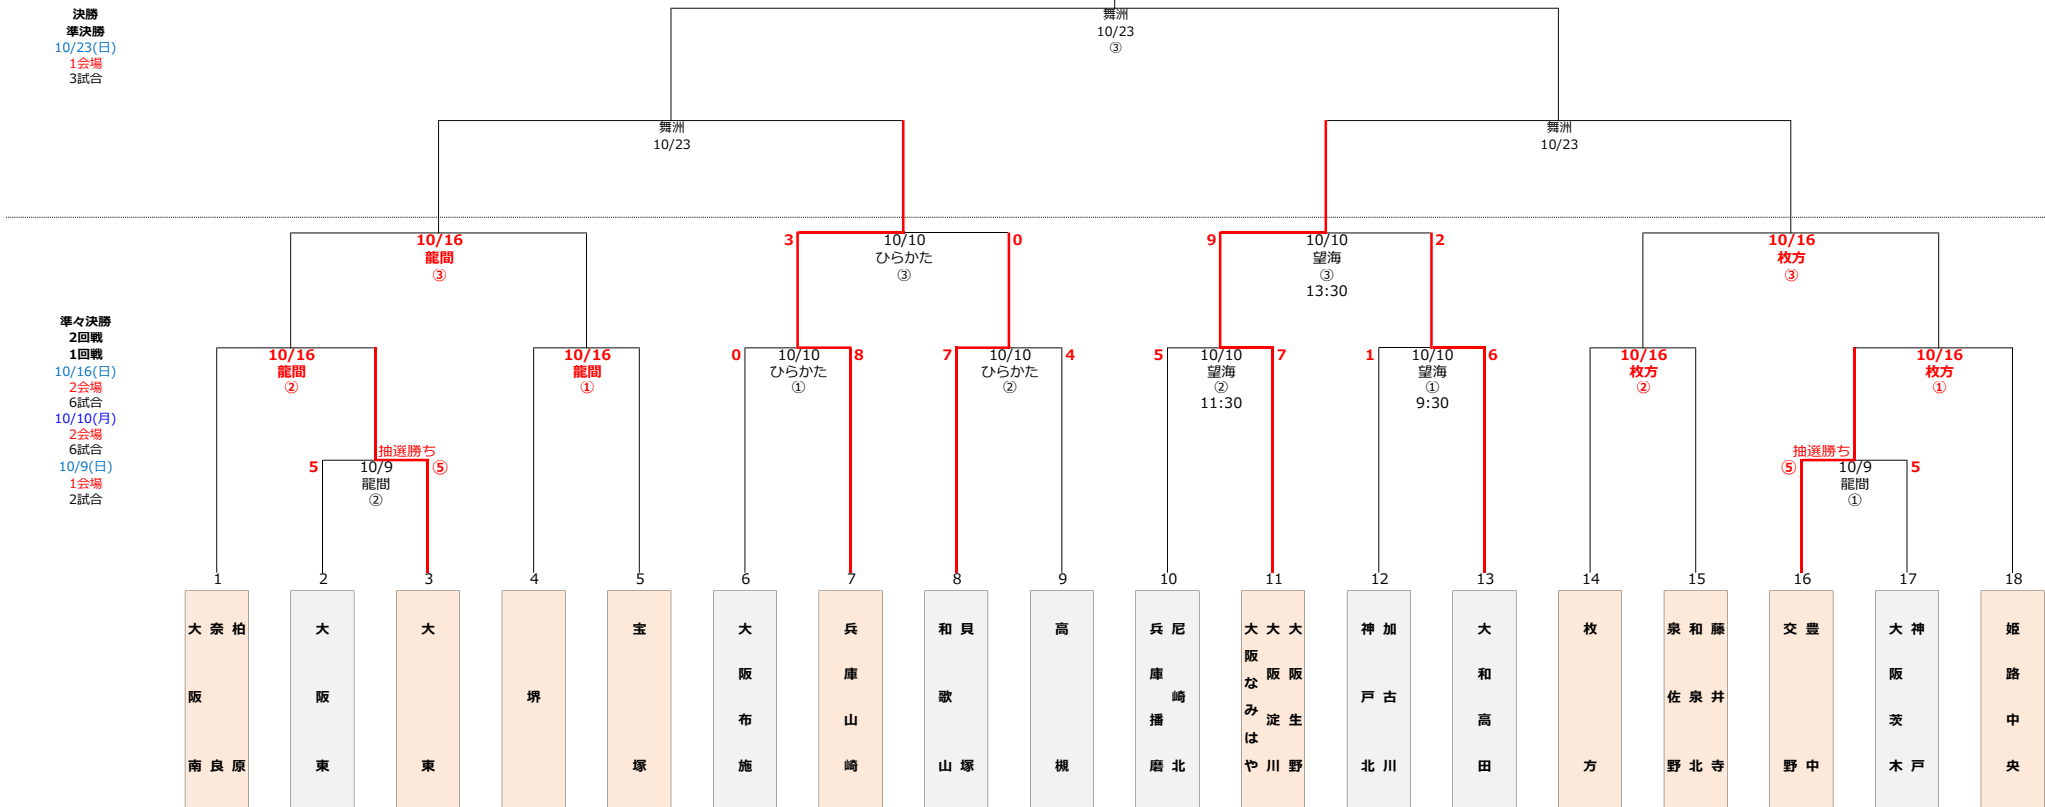 決勝
準決勝
10/23(日)
1会場
3試合
舞洲
10/23
③
舞洲
10/23
舞洲
10/23
10/16
龍間
③
3
10/10
ひらかた
③
0
9
10/10
望海
③
13:30
2
10/16
枚方
③
準々決勝
2回戦
1回戦
10/16(日)
2会場
6試合
10/10(月)
2会場
6試合
10/9(日)
1会場
2試合
10/16
龍間
②
10/16
龍間
①
0
10/10
ひらかた
①
8
7
10/10
ひらかた
②
4
5
10/10
望海
②
11:30
7
1
10/10
望海
①
9:30
6
10/16
枚方
②
10/16
枚方
①
抽選勝ち
5
10/9
龍間
②
⑤
抽選勝ち
⑤
10/9
龍間
①
5
1
2
3
4
5
6
7
8
9
10
11
12
13
14
15
16
17
18
大阪南
奈良
柏原
大阪東
大東
堺
宝塚
大阪布施
兵庫山崎
和歌山
貝塚
高槻
兵庫播磨
尼崎北
大阪なみはや
大阪淀川
大阪生野
神戸北
加古川
大和高田
枚方
泉佐野
和泉北
藤井寺
交野
豊中
大阪茨木
神戸
姫路中央